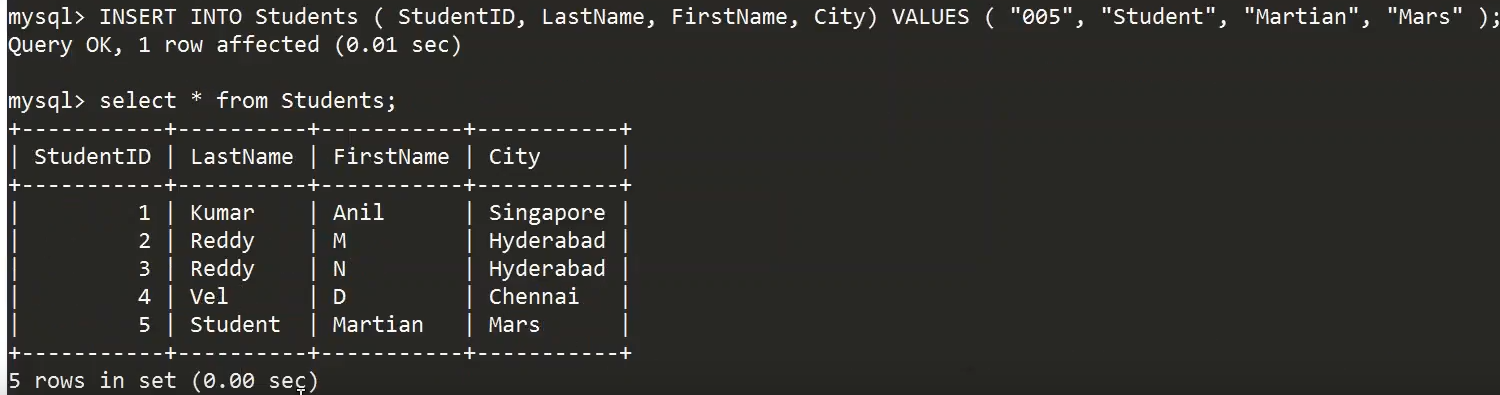 mysql> INSERT INTO Students ( StudentID, LastName, FirstName, City) VALUES ( "005", "Student", "Martian", "Mars" );
Query OK, 1 row affected (0.01 sec)
mysql> select * from Students;
+-----------+----------+-----------+-----------+
| StudentID | LastName | FirstName | City      |
+-----------+----------+-----------+-----------+
|         1 | Kumar    | Anil      | Singapore |
|         2 | Reddy    | M         | Hyderabad |
|         3 | Reddy    | N         | Hyderabad |
|         4 | Vel      | D         | Chennai   |
|         5 | Student  | Martian   | Mars      |
+-----------+----------+-----------+-----------+
5 rows in set (0.00 sec)